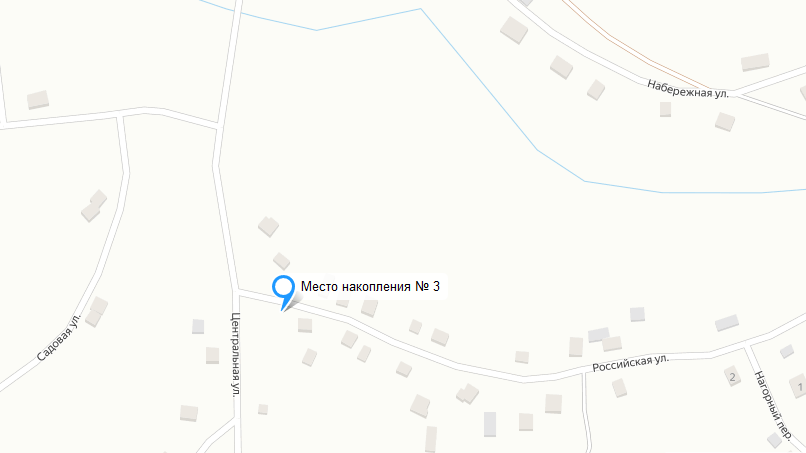 Набережная ул.
Место накопления № 3
Садовая ул.
Центральная ул.
Российская ул.
2
1
Нагорный пер.